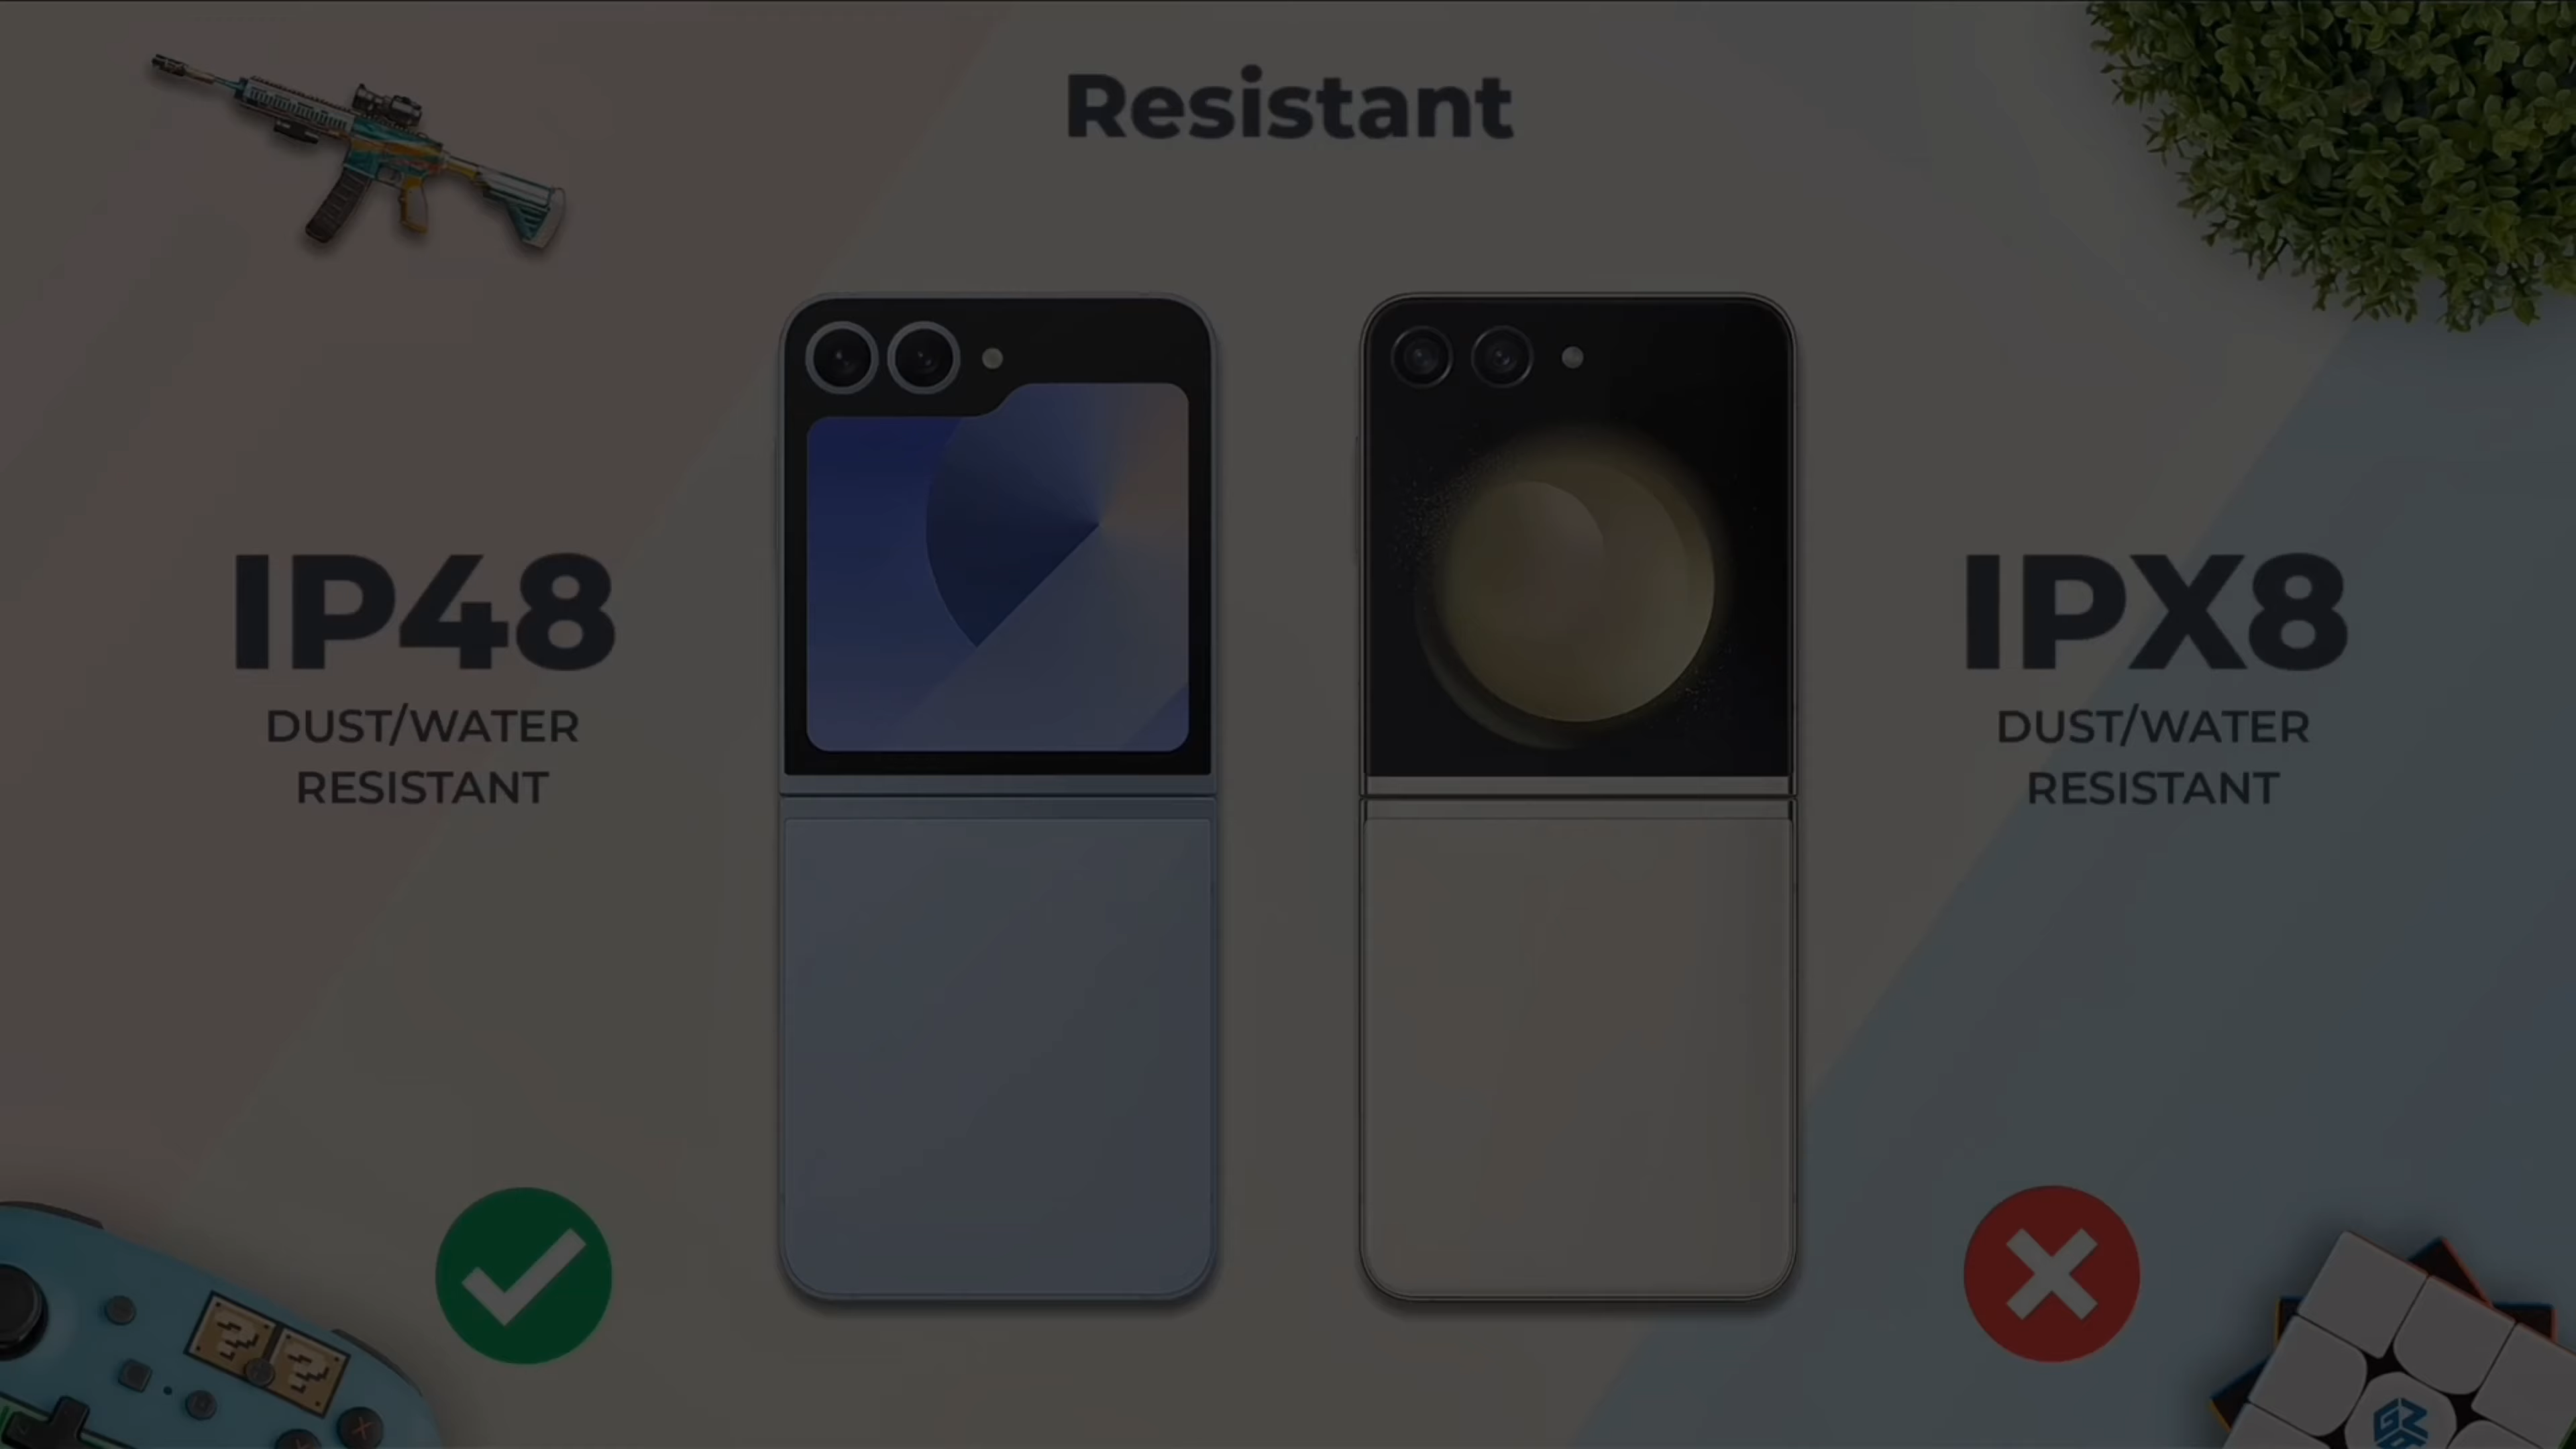 Resistant
IP48
DUST/WATER
RESISTANT
IPX8
DUST/WATER
RESISTANT